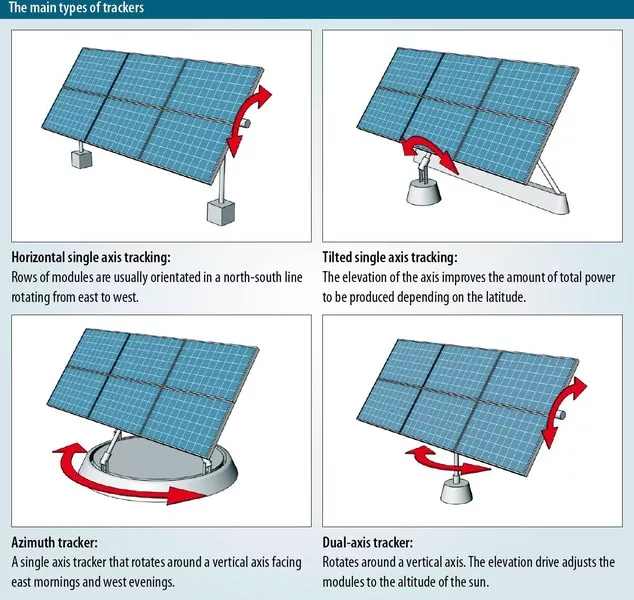 The main types of trackers
Horizontal single axis tracking:
Rows of modules are usually orientated in a north-south line
rotating from east to west.
Tilted single axis tracking:
The elevation of the axis improves the amount of total power
to be produced depending on the latitude.
Azimuth tracker:
A single axis tracker that rotates around a vertical axis facing
east mornings and west evenings.
Dual-axis tracker:
Rotates around a vertical axis. The elevation drive adjusts the
modules to the altitude of the sun.